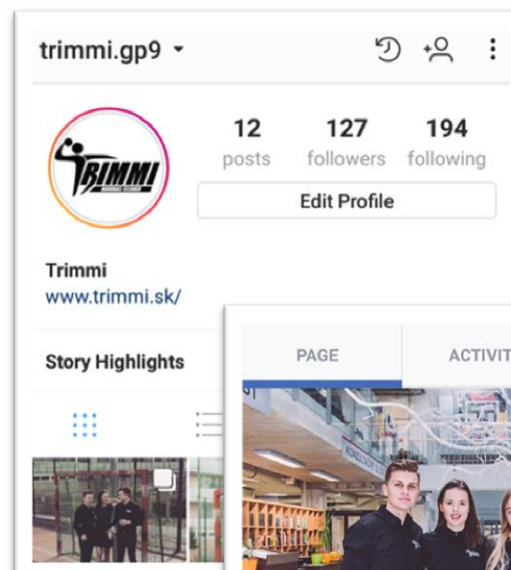 trimmi.gp9
12 127 194
posts followers following
Edit Profile
TRIMMI
Trimmi
www.trimmi.sk/
Story Highlights
PAGE ACTIVIT